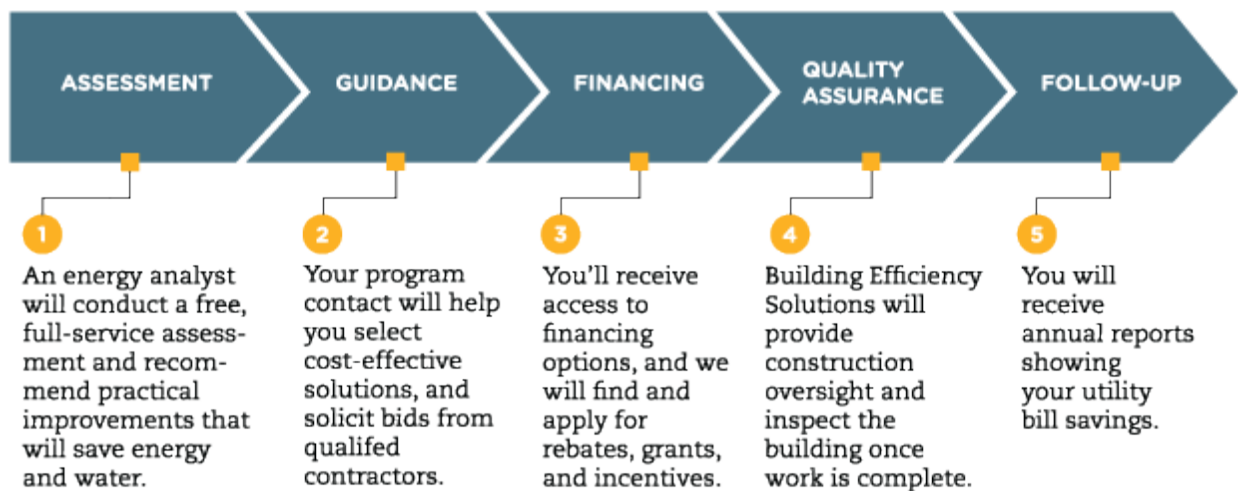 ASSESSMENT
GUIDANCE
FINANCING
QUALITY
ASSURANCE
FOLLOW-UP
1
An energy analyst
will conduct a free,
full-service assess-
ment and recom-
mend practical
improvements that
will save energy
and water.
2
Your program
contact will help
you select
cost-effective
solutions, and
solicit bids from
qualifed
contractors.
3
You'll receive
access to
financing
options, and we
will find and
apply for
rebates, grants,
and incentives.
4
Building Efficiency
Solutions will
provide
construction
oversight and
inspect the
building once
work is complete.
5
You will
receive
annual reports
showing
your utility
bill savings.